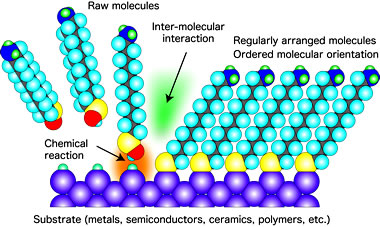 Raw molecules
Inter-molecular
interaction
Regularly arranged molecules
Ordered molecular orientation
Chemical
reaction
Substrate (metals, semiconductors, ceramics, polymers, etc.)